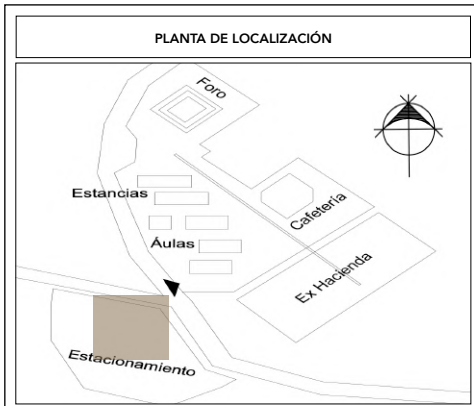 PLANTA DE LOCALIZACIÓN
Foro
Estancias
Cafetería
Áulas
Ex Hacienda
Estacionamiento